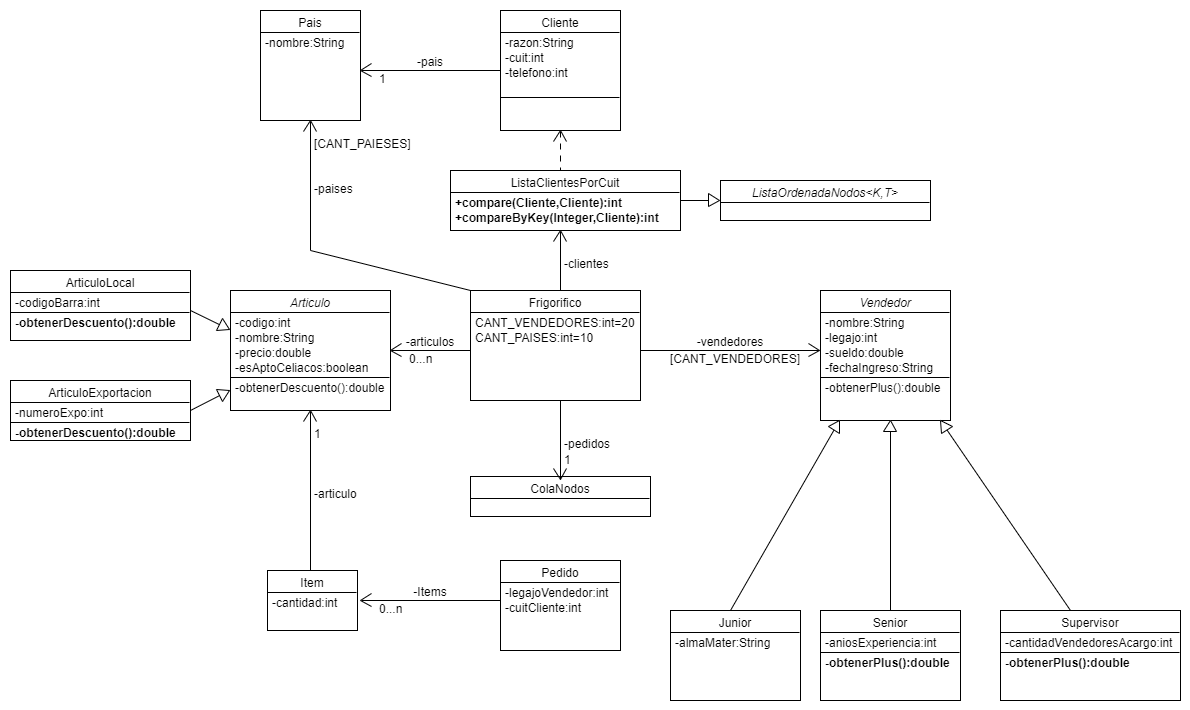 Pais
-nombre:String
Cliente
-razon:String
-cuit:int
-telefono:int
-pais
1
[CANT_PAIESES]
-paises
ListaClientesPorCuit
+compare(Cliente,Cliente):int
+compareByKey(Integer,Cliente):int
ListaOrdenadaNodos<K,T>
-clientes
ArticuloLocal
-codigoBarra:int
-obtenerDescuento():double
Articulo
-codigo:int
-nombre:String
-precio:double
-esAptoCeliacos:boolean
-obtenerDescuento():double
-articulos
0...n
Frigorifico
CANT_VENDEDORES:int=20
CANT_PAISES:int=10
-vendedores
[CANT_VENDEDORES]
Vendedor
-nombre:String
-legajo:int
-sueldo:double
-fechaIngreso:String
-obtenerPlus():double
ArticuloExportacion
-numeroExpo:int
-obtenerDescuento():double
1
-articulo
-pedidos
1
ColaNodos
Item
-cantidad:int
-Items
0...n
Pedido
-legajoVendedor:int
-cuitCliente:int
Junior
-almaMater:String
Senior
-aniosExperiencia:int
-obtenerPlus():double
Supervisor
-cantidadVendedoresAcargo:int
-obtenerPlus():double